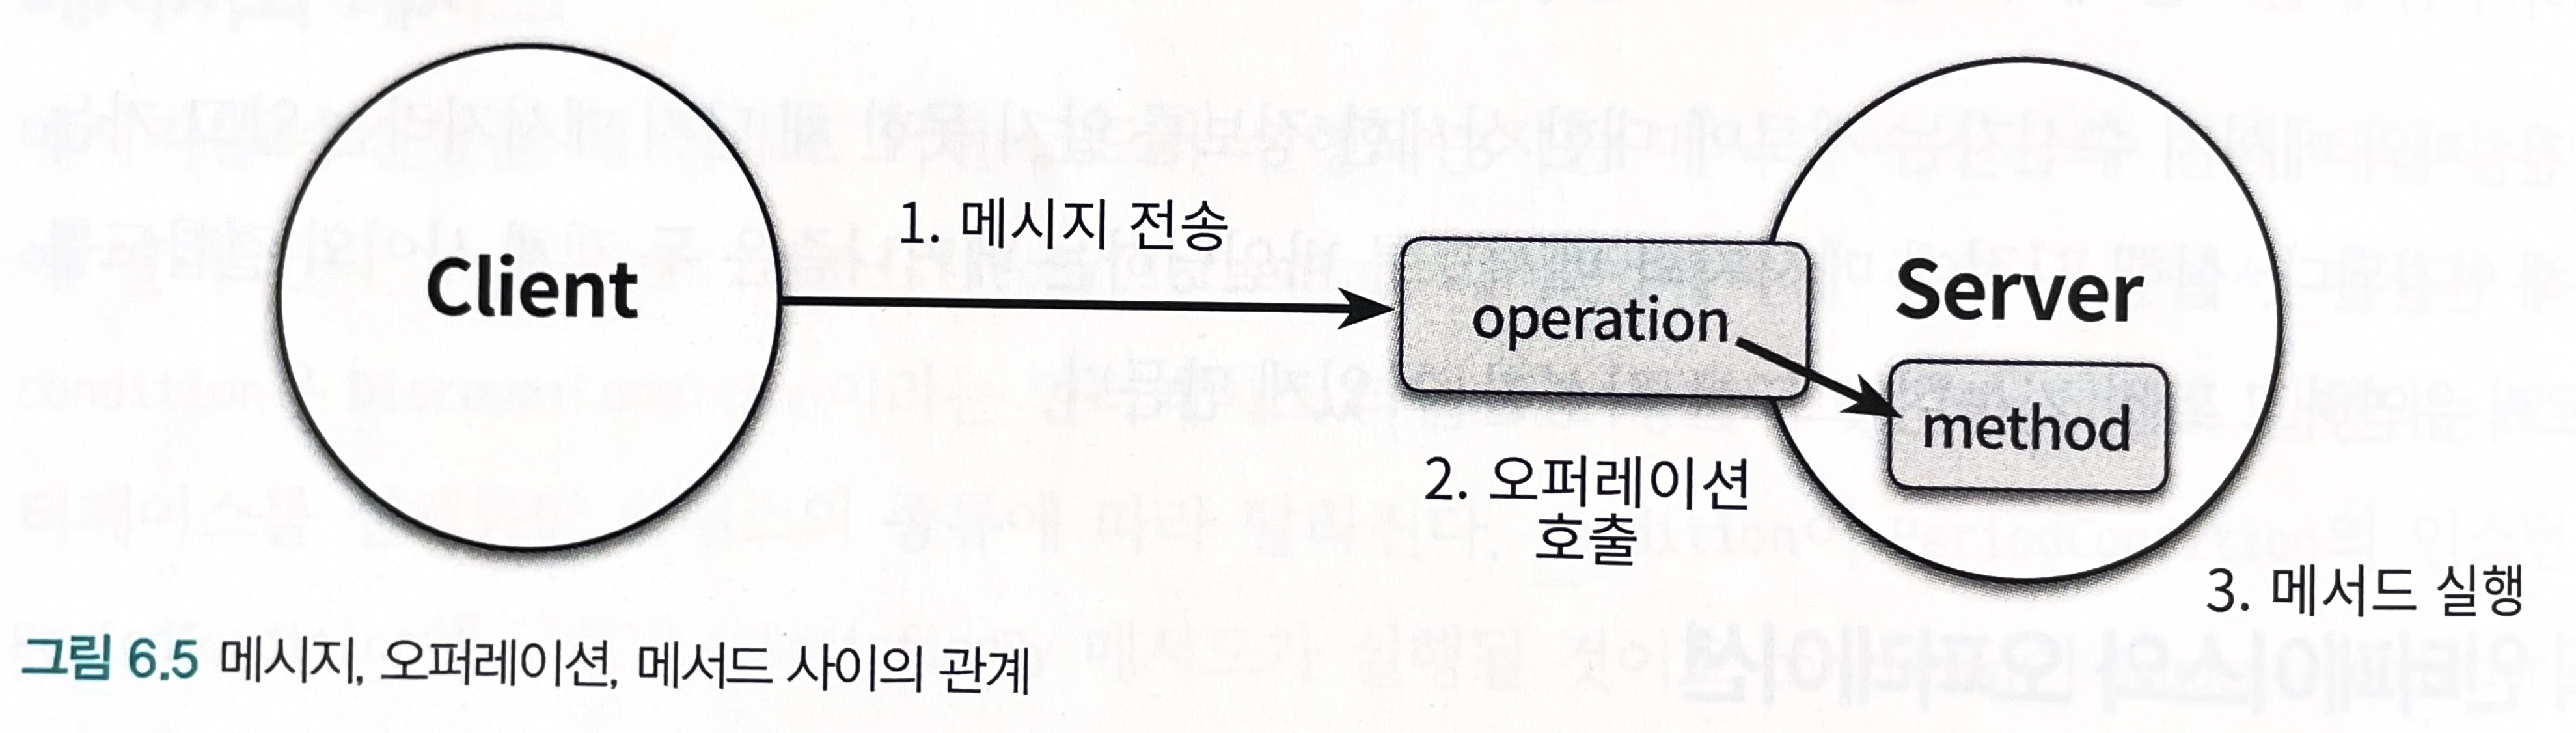 1. 메시지 전송
Client
operation
Server
method
2. 오퍼레이션
호출
3. 메서드 실행
그림 6.5 메시지, 오퍼레이션, 메서드 사이의 관계